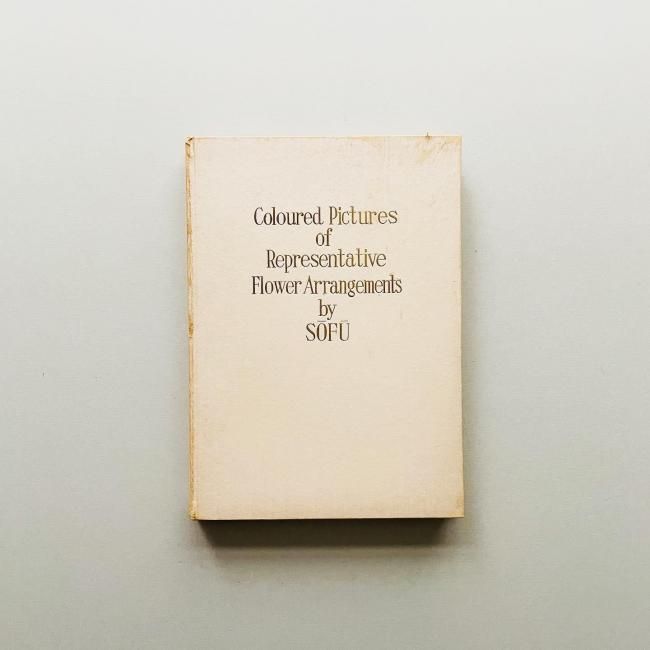 Coloured Pictures
of
Representative
Flower Arrangements
by
SŌFŪ